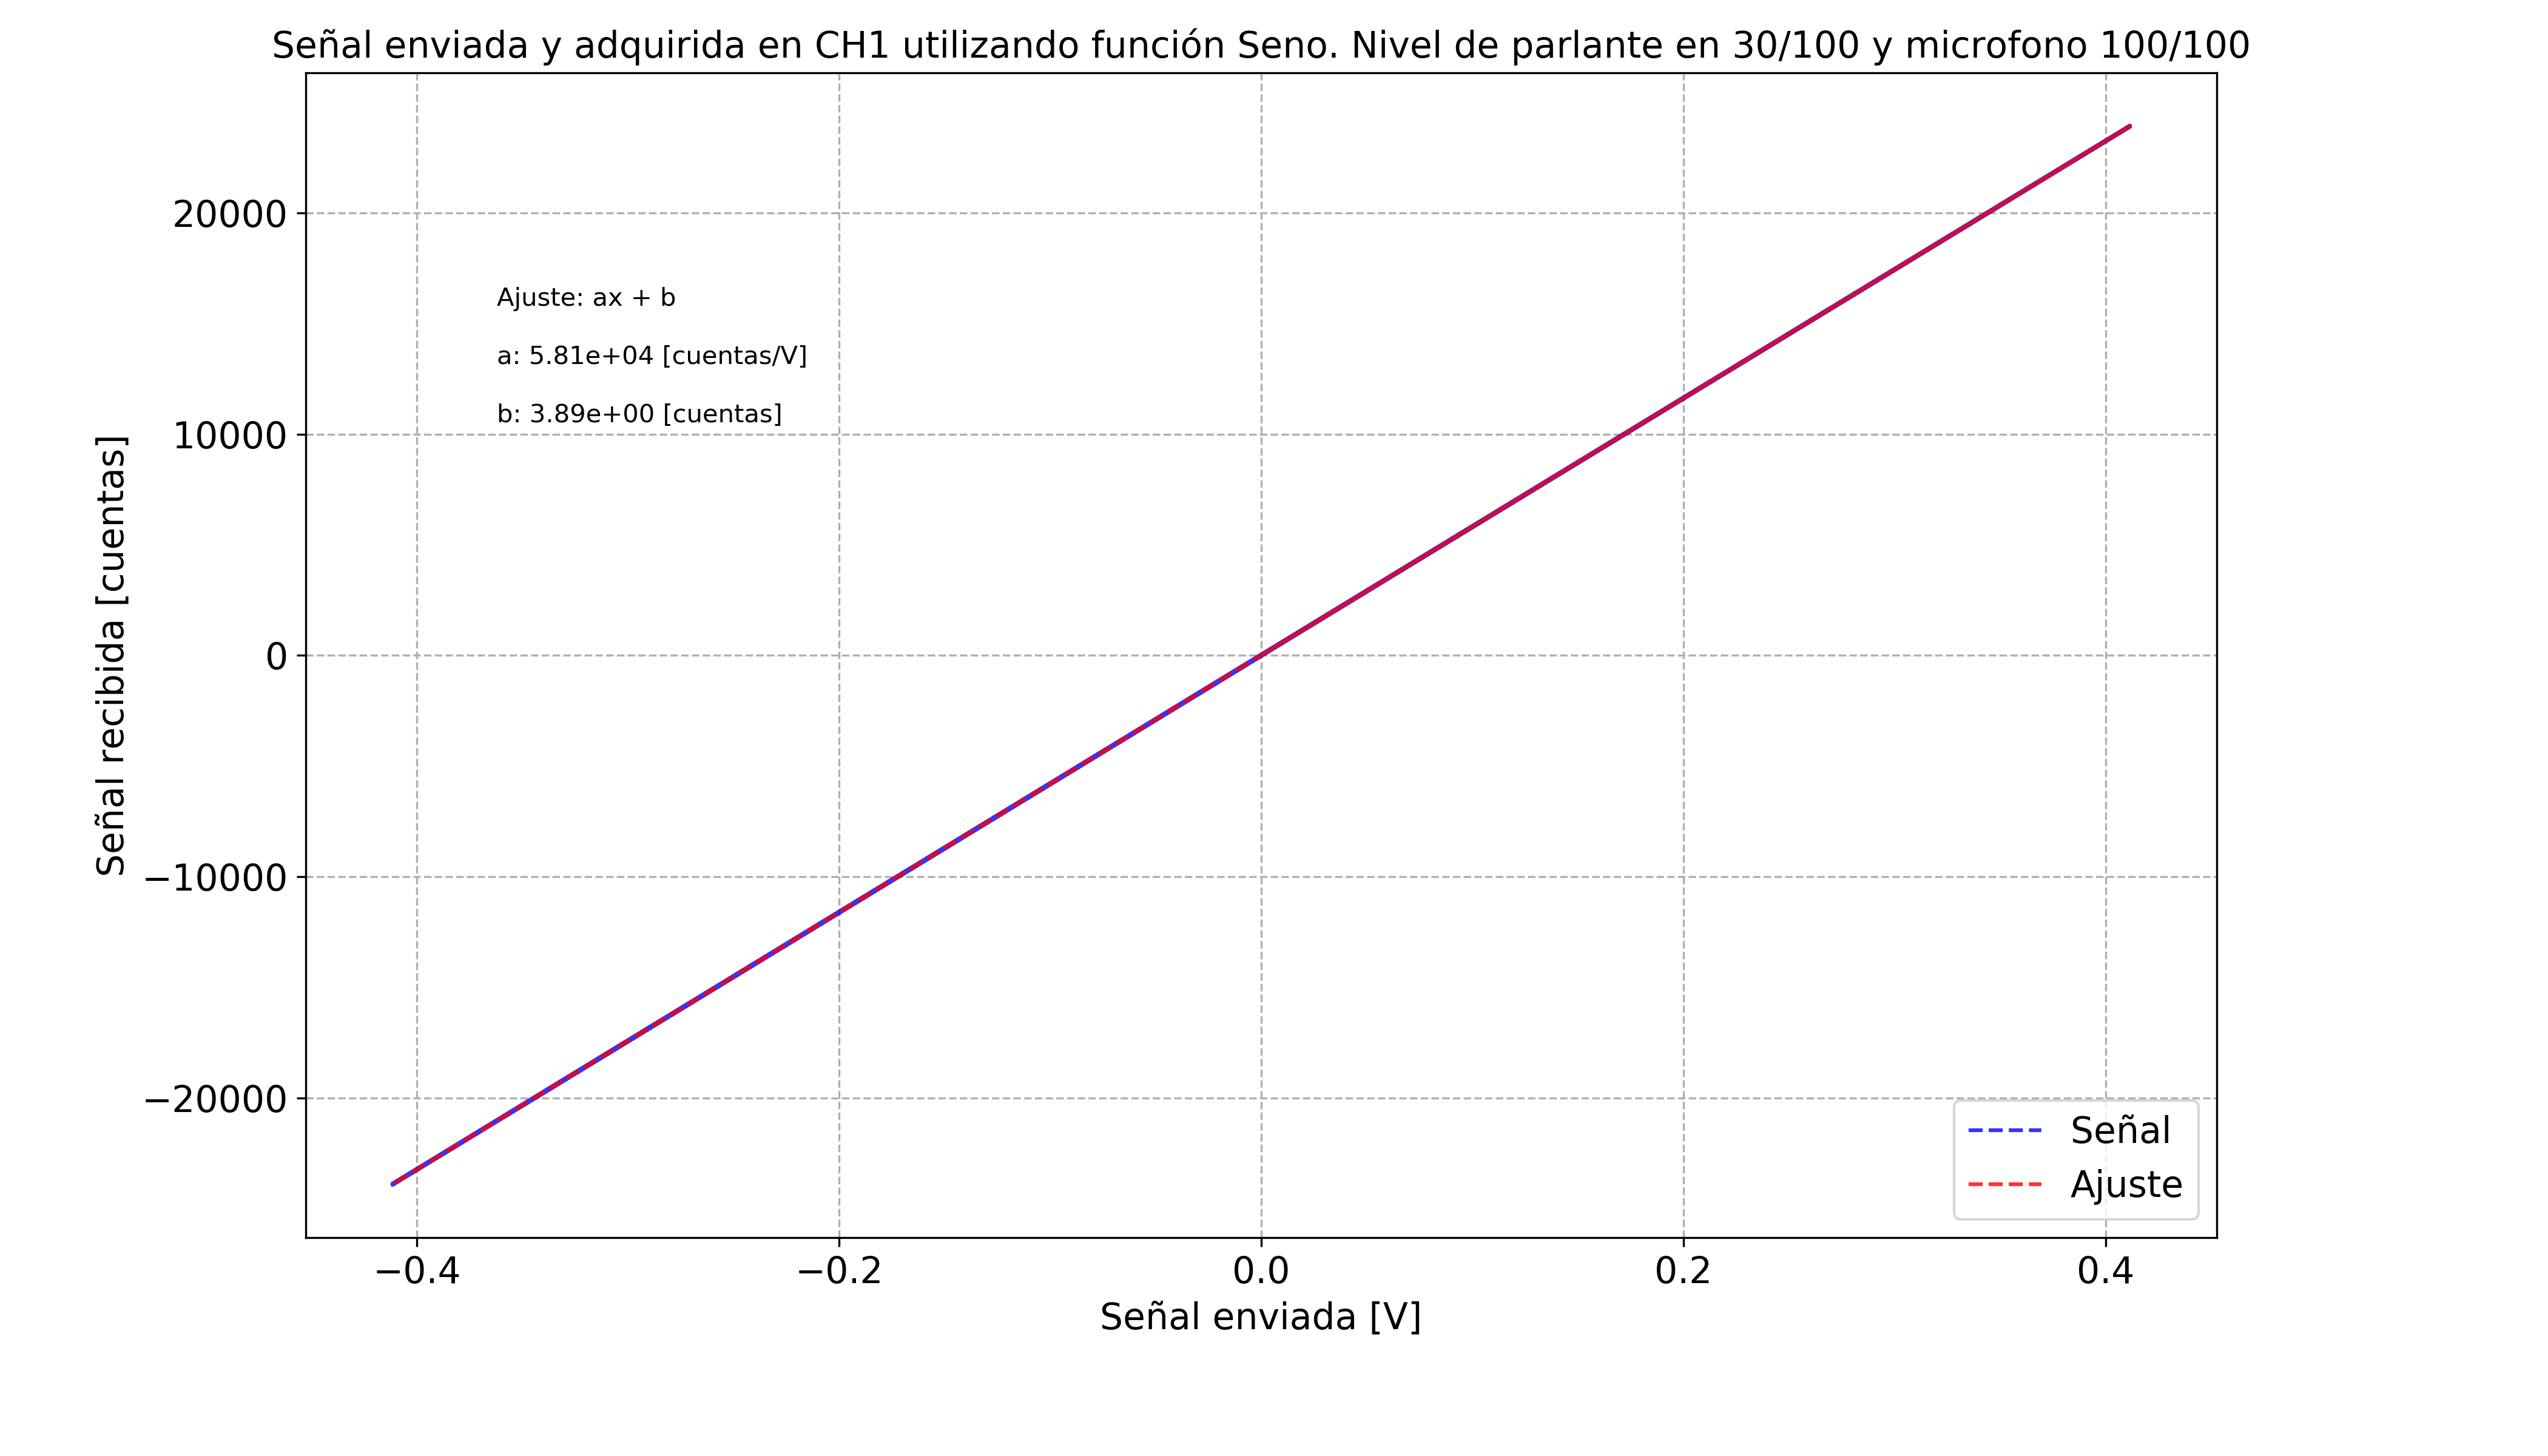 Señal enviada y adquirida en CH1 utilizando función Seno. Nivel de parlante en 30/100 y microfono 100/100
Señal recibida [cuentas]
20000
10000
0
−10000
−20000
Ajuste: ax + b
a: 5.81e+04 [cuentas/V]
b: 3.89e+00 [cuentas]
Señal
Ajuste
−0.4
−0.2
0.0
0.2
0.4
Señal enviada [V]